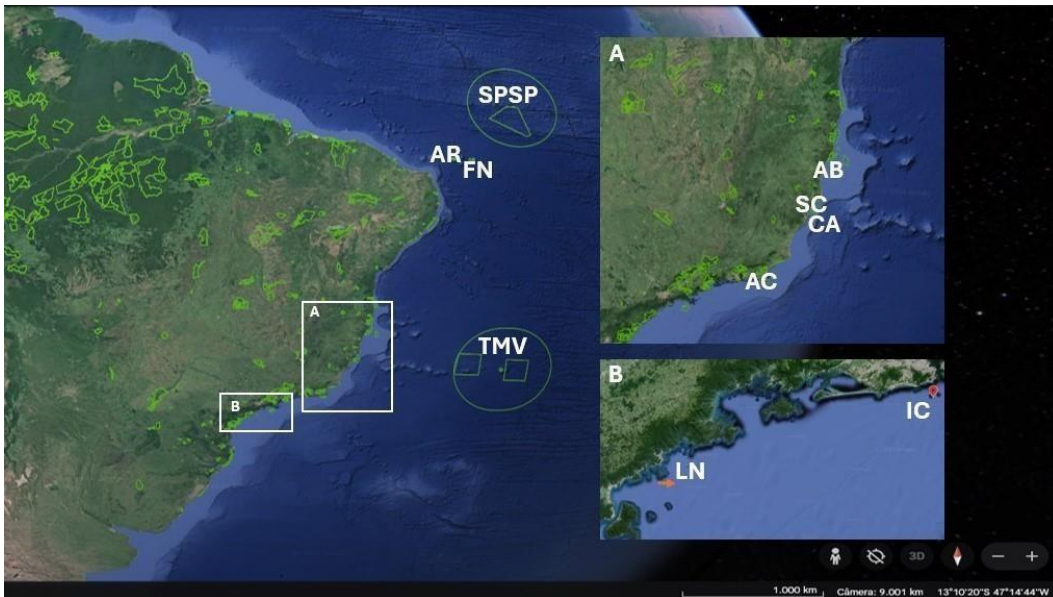 SPSP
AR
FN
TMV
A
B
A
AB
SC
CA
AC
B
IC
LN
3D
1.000 km
Câmera: 9.001 km
13°10'20"S 47°14'44"W